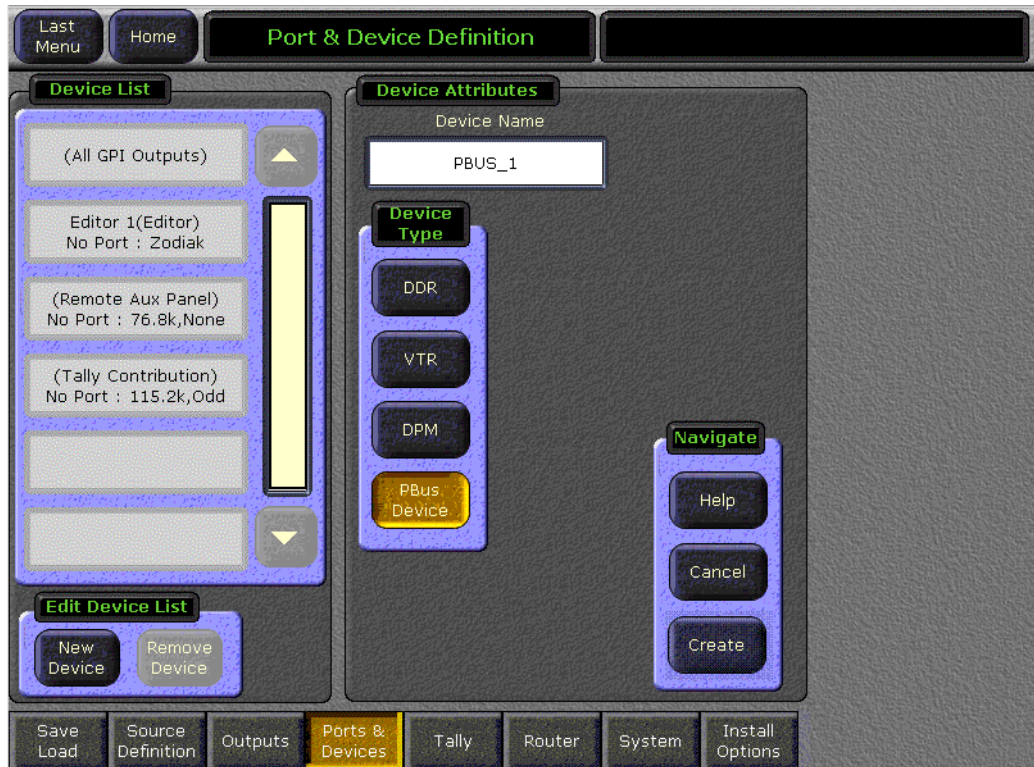 Last
Menu
Home
Port & Device Definition
Device List
(All GPI Outputs)
Editor 1(Editor)
No Port : Zodiak
(Remote Aux Panel)
No Port : 76.8k,None
(Tally Contribution)
No Port : 115.2k,Odd
Edit Device List
New
Device
Remove
Device
Device Attributes
Device Name
PBUS_1
Device
Type
DDR
VTR
DPM
PBus
Device
Navigate
Help
Cancel
Create
Save
Load
Source
Definition
Outputs
Ports &
Devices
Tally
Router
System
Install
Options